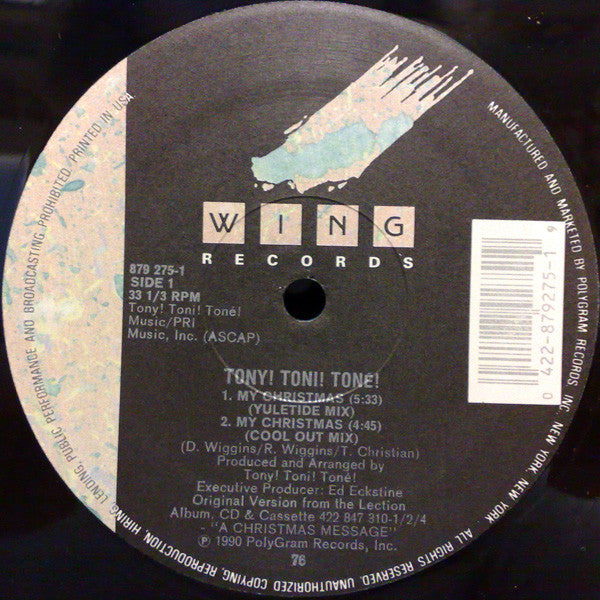 WING
RECORDS
879 275-1
SIDE 1
33 1/3 RPM
Tony! Toni! Toné!
Music/PRI
Music, Inc. (ASCAP)
TONY! TONI! TONÉ!
1. MY CHRISTMAS (5:33)
(YULETIDE MIX)
2. MY CHRISTMAS (4:45)
(COOL OUT MIX)
(D. Wiggins/R. Wiggins/T. Christian)
Produced and Arranged by
Tony! Toni! Toné!
Executive Producer: Ed Eckstine
Original Version from the Lection
Album, CD & Cassette 422 847 310-1/2/4
- "A CHRISTMAS MESSAGE"
℗ 1990 PolyGram Records, Inc.
76
0 422-879275-1 9
MANUFACTURED AND MARKETED BY POLYGRAM RECORDS INC. NEW YORK, NEW YORK. ALL RIGHTS RESERVED. UNAUTHORIZED COPYING, REPRODUCTION, HIRING, LENDING, PUBLIC PERFORMANCE AND BROADCASTING PROHIBITED. PRINTED IN USA